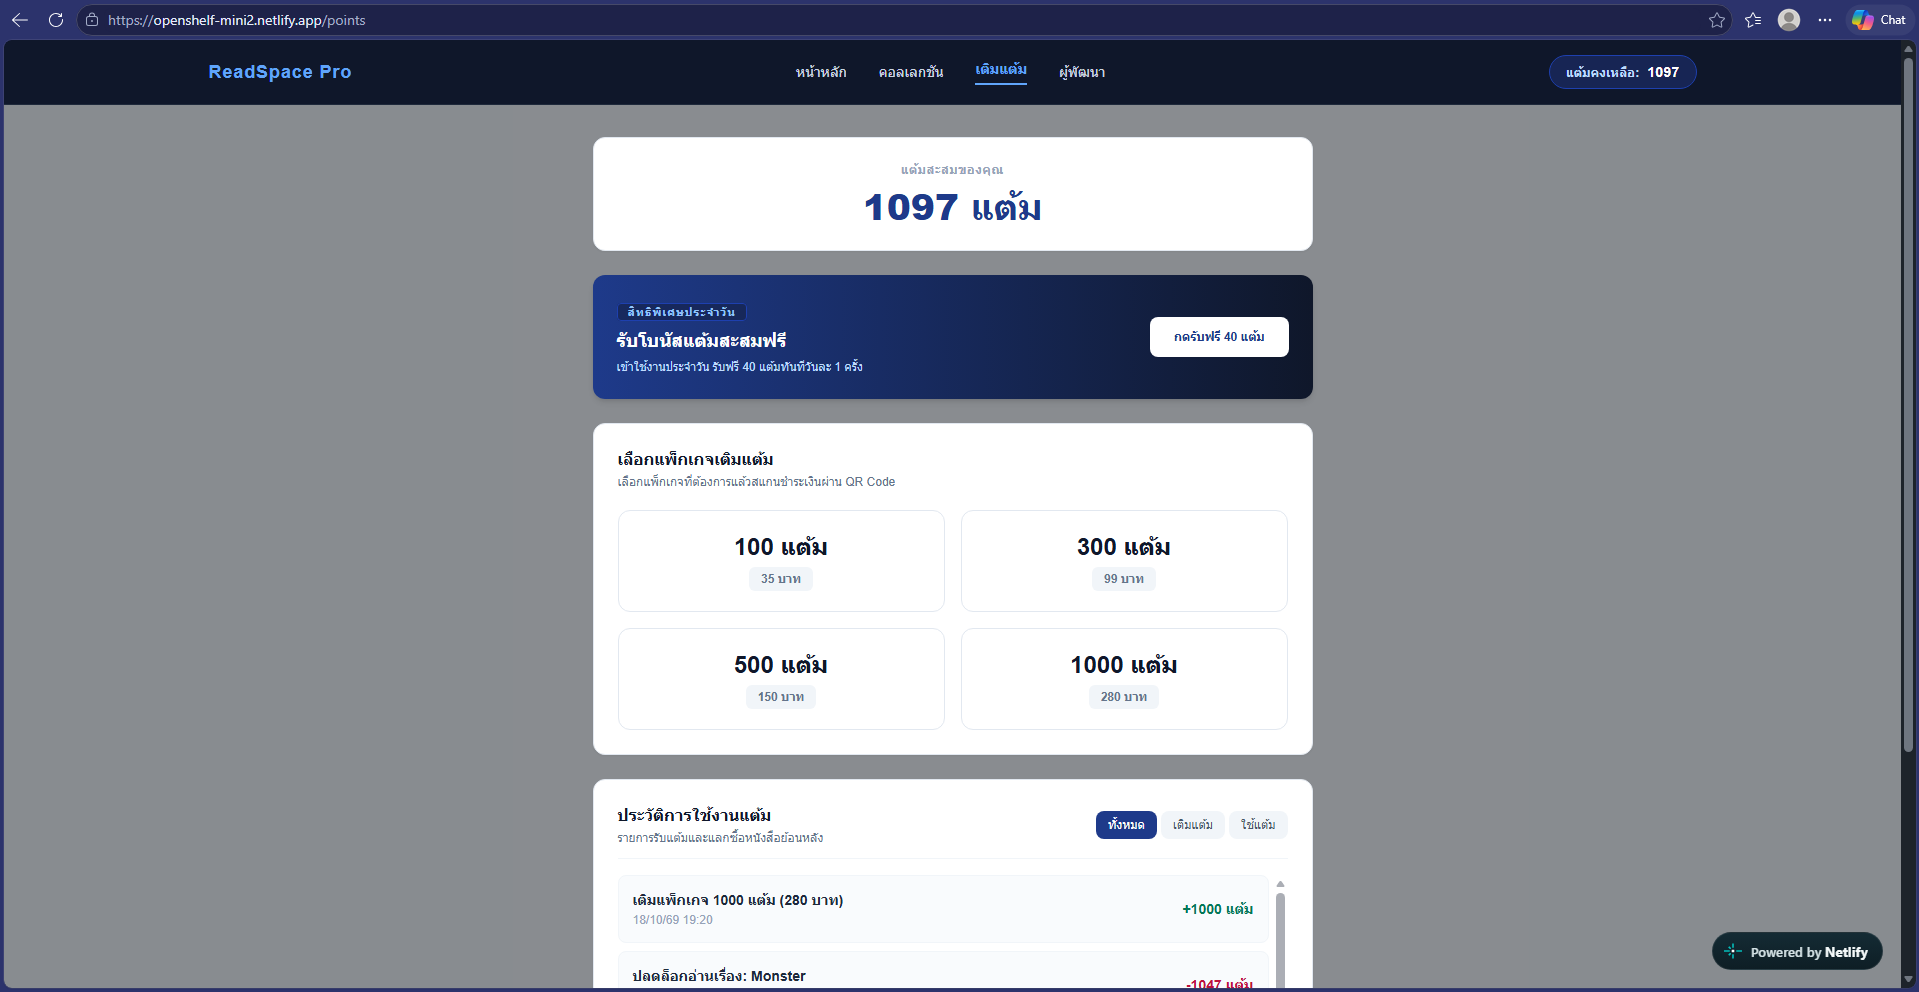 https://openshelf-mini2.netlify.app/points
Chat
ReadSpace Pro
หน้าหลัก
คอลเลกชัน
เติมแต้ม
ผู้พัฒนา
แต้มคงเหลือ: 1097
แต้มสะสมของคุณ
1097 แต้ม
สิทธิพิเศษประจำวัน
รับโบนัสแต้มสะสมฟรี
เข้าใช้งานประจำวัน รับฟรี 40 แต้มทันทีวันละ 1 ครั้ง
กดรับฟรี 40 แต้ม
เลือกแพ็กเกจเติมแต้ม
เลือกแพ็กเกจที่ต้องการแล้วสแกนชำระเงินผ่าน QR Code
100 แต้ม
35 บาท
300 แต้ม
99 บาท
500 แต้ม
150 บาท
1000 แต้ม
280 บาท
ประวัติการใช้งานแต้ม
รายการรับแต้มและแลกซื้อหนังสือย้อนหลัง
ทั้งหมด
เติมแต้ม
ใช้แต้ม
เติมแพ็กเกจ 1000 แต้ม (280 บาท)
18/10/69 19:20
+1000 แต้ม
ปลดล็อกอ่านเรื่อง: Monster
-1047 แต้ม
Powered by Netlify